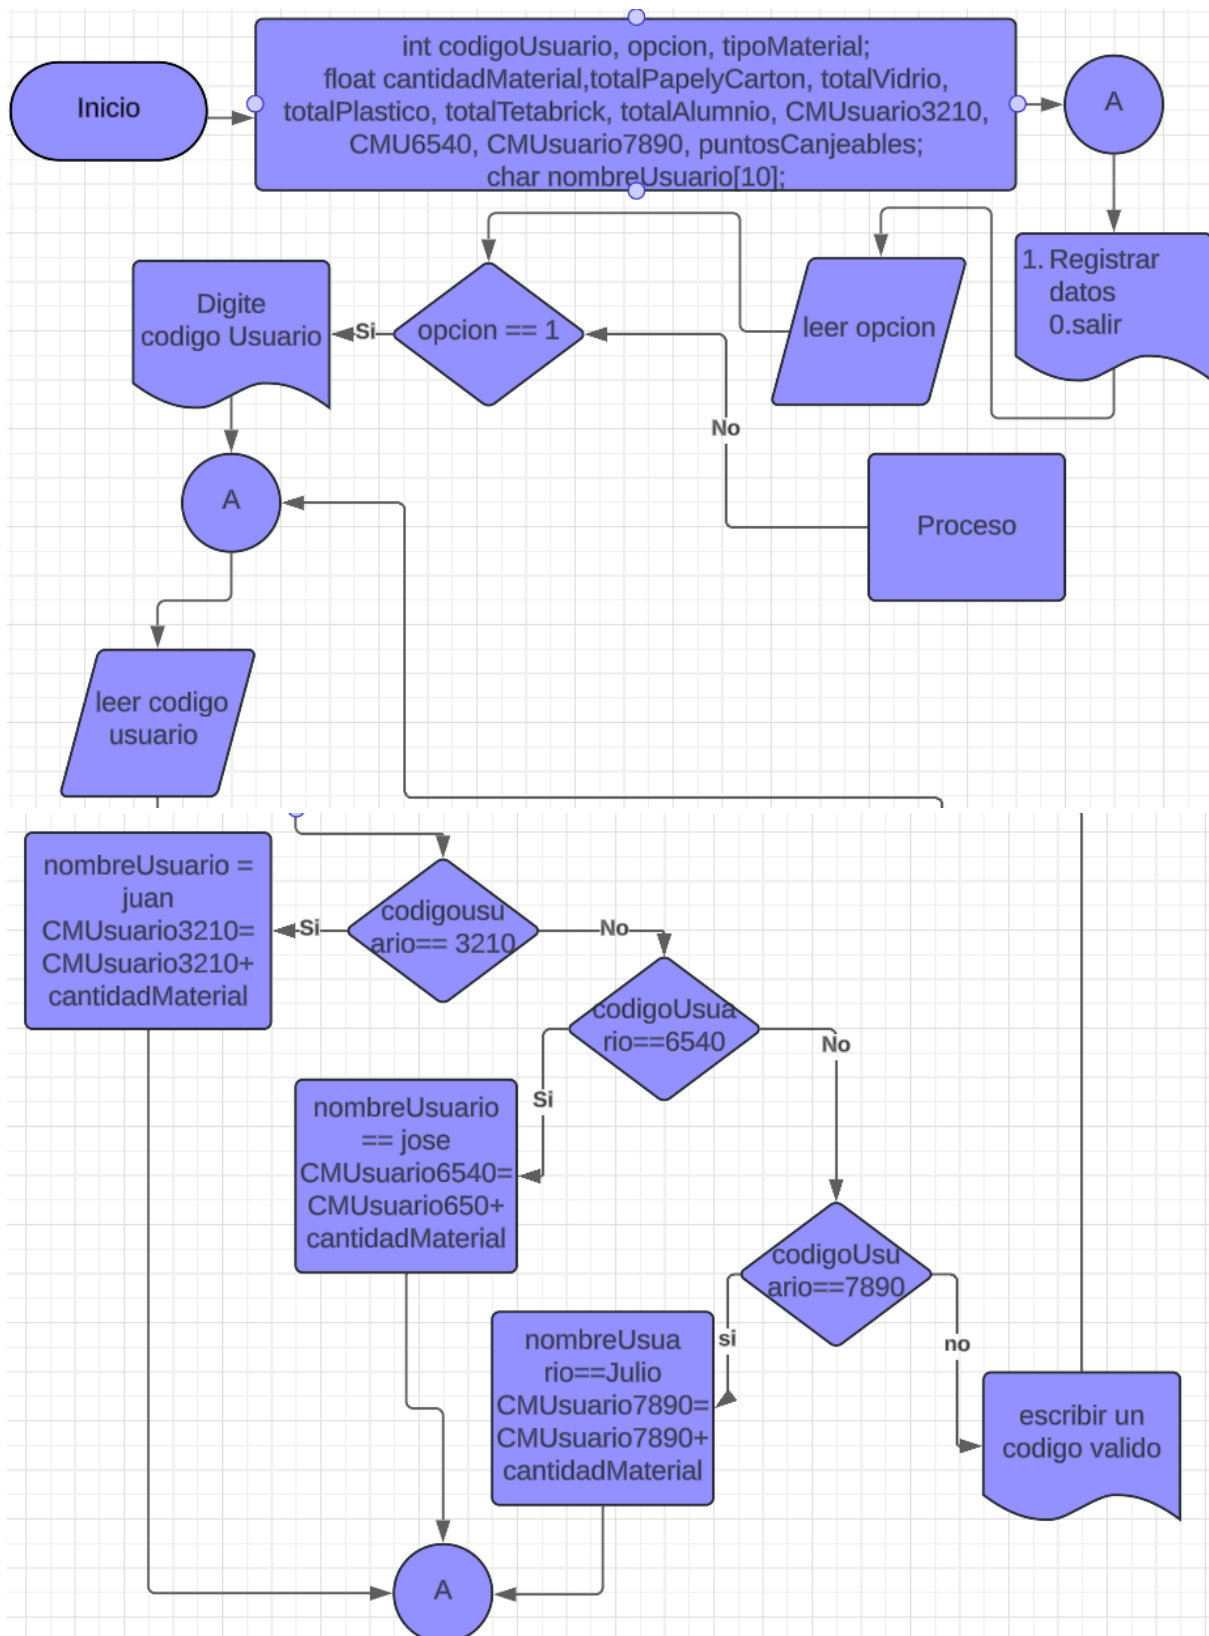 Inicio
int codigoUsuario, opcion, tipoMaterial;
float cantidadMaterial,totalPapelyCarton, totalVidrio,
totalPlastico, totalTetabrick, totalAlumnio, CMUsuario3210,
CMU6540, CMUsuario7890, puntosCanjeables;
char nombreUsuario[10];
A
1. Registrar
datos
0.salir
leer opcion
opcion == 1
Si
Digite
codigo Usuario
No
Proceso
A
leer codigo
usuario
codigousu
ario== 3210
Si
nombreUsuario =
juan
CMUsuario3210=
CMUsuario3210+
cantidadMaterial
No
codigoUsua
rio==6540
Si
nombreUsuario
== jose
CMUsuario6540=
CMUsuario650+
cantidadMaterial
No
codigoUsu
ario==7890
si
nombreUsua
rio==Julio
CMUsuario7890=
CMUsuario7890+
cantidadMaterial
no
escribir un
codigo valido
A